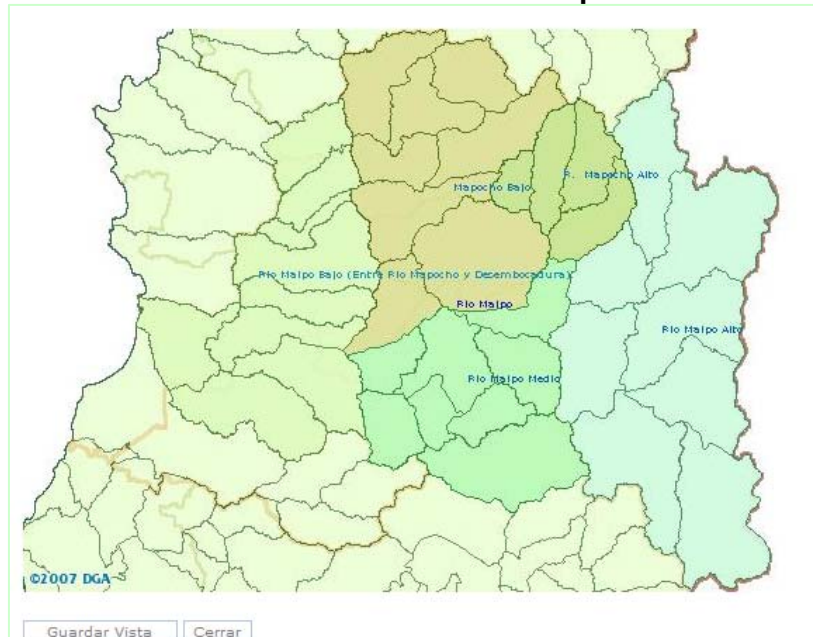 R. Mapocho Alto
Mapocho Bajo
Rio Maipo Bajo (Entre Rio Mapocho y Desembocadura)
Rio Maipo
Rio Maipo Alto
Rio Maipo Medio
©2007 DGA
Guardar Vista
Cerrar